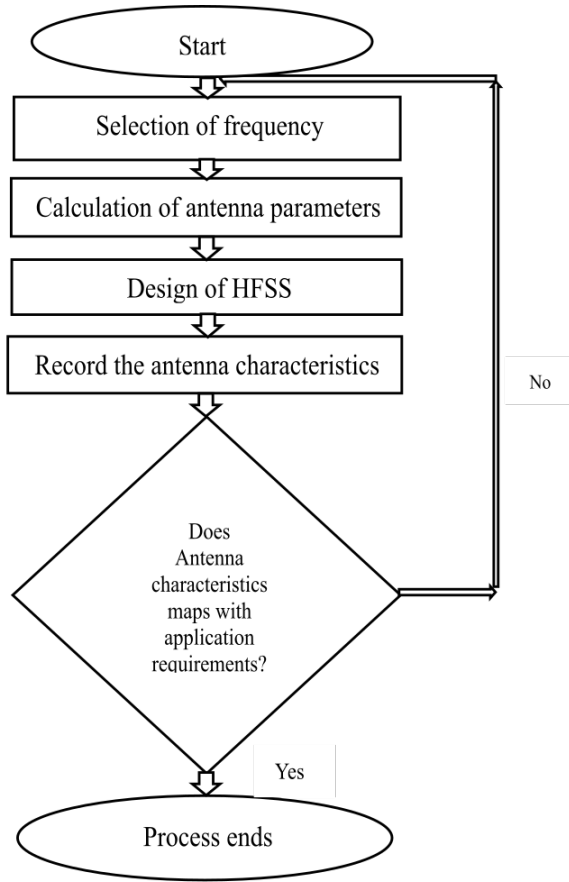 Start
Selection of frequency
Calculation of antenna parameters
Design of HFSS
Record the antenna characteristics
No
Does
Antenna
characteristics
maps with
application
requirements?
Yes
Process ends